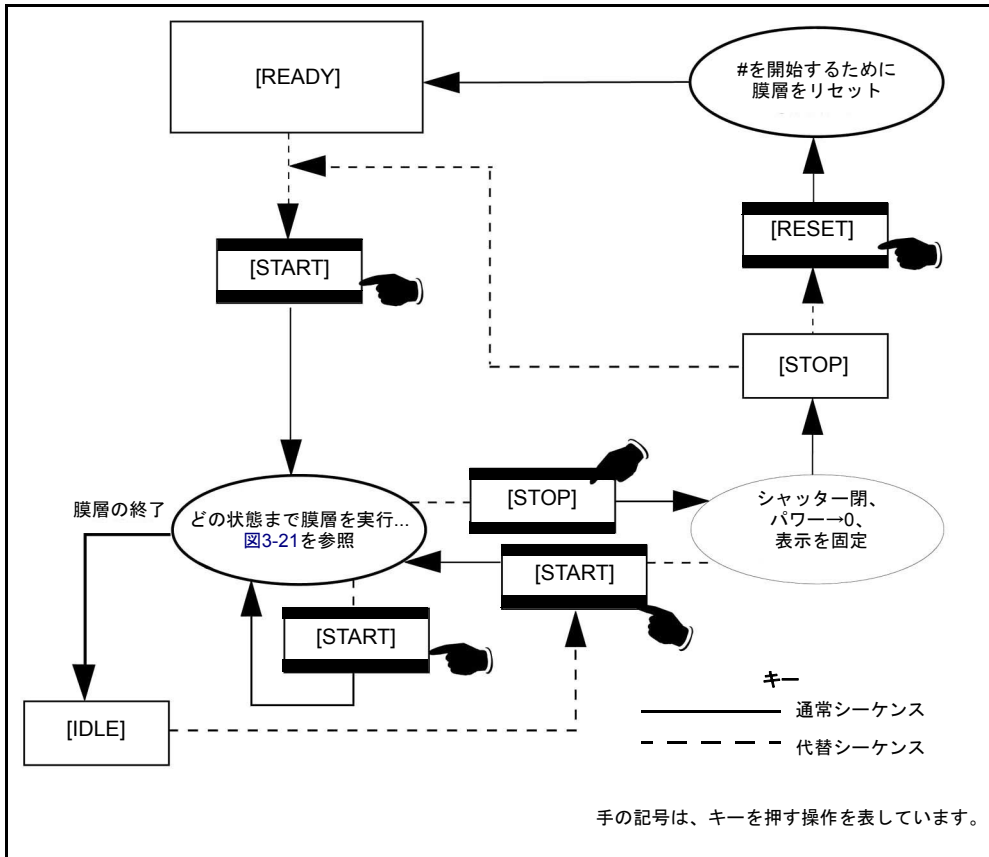 [READY]
#を開始するために
膜層をリセット
[RESET]
[START]
[STOP]
膜層の終了
どの状態まで膜層を実行...
図3-21を参照
[STOP]
シャッター閉、
パワー→0、
表示を固定
[START]
[START]
[IDLE]
キー
通常シーケンス
代替シーケンス
手の記号は、キーを押す操作を表しています。